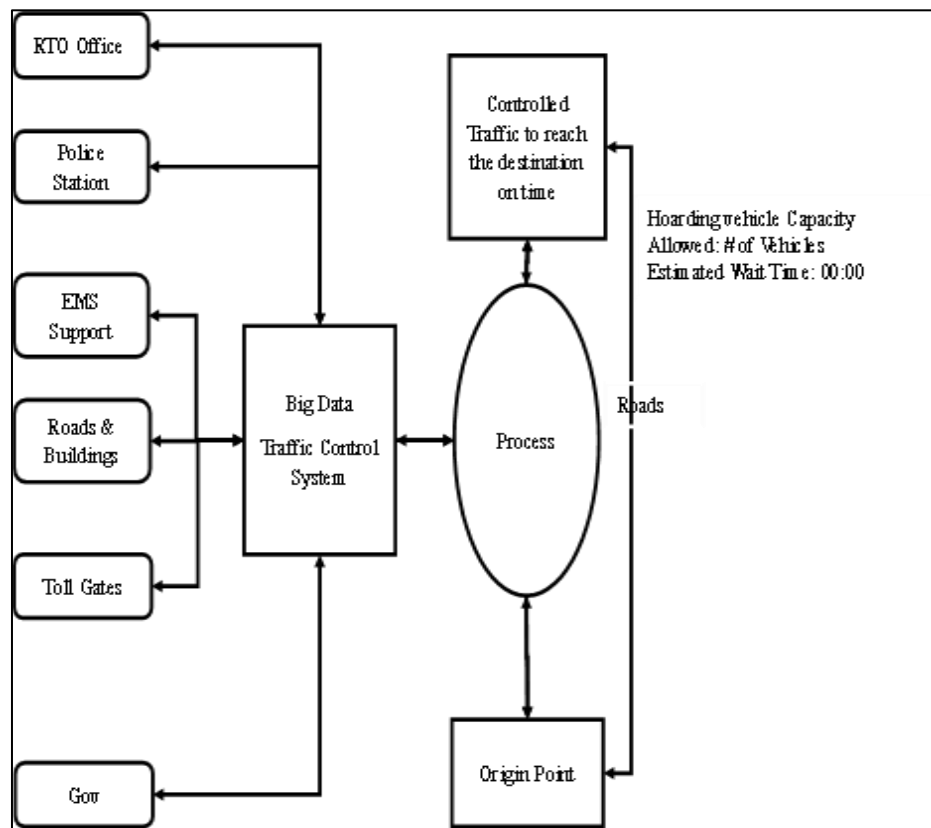 RTO Office
Police
Station
EMS
Support
Roads &
Buildings
Toll Gates
Gov
Big Data
Traffic Control
System
Process
Controlled
Traffic to reach
the destination
on time
Hoarding vehicle Capacity
Allowed: # of Vehicles
Estimated Wait Time: 00:00
Roads
Origin Point